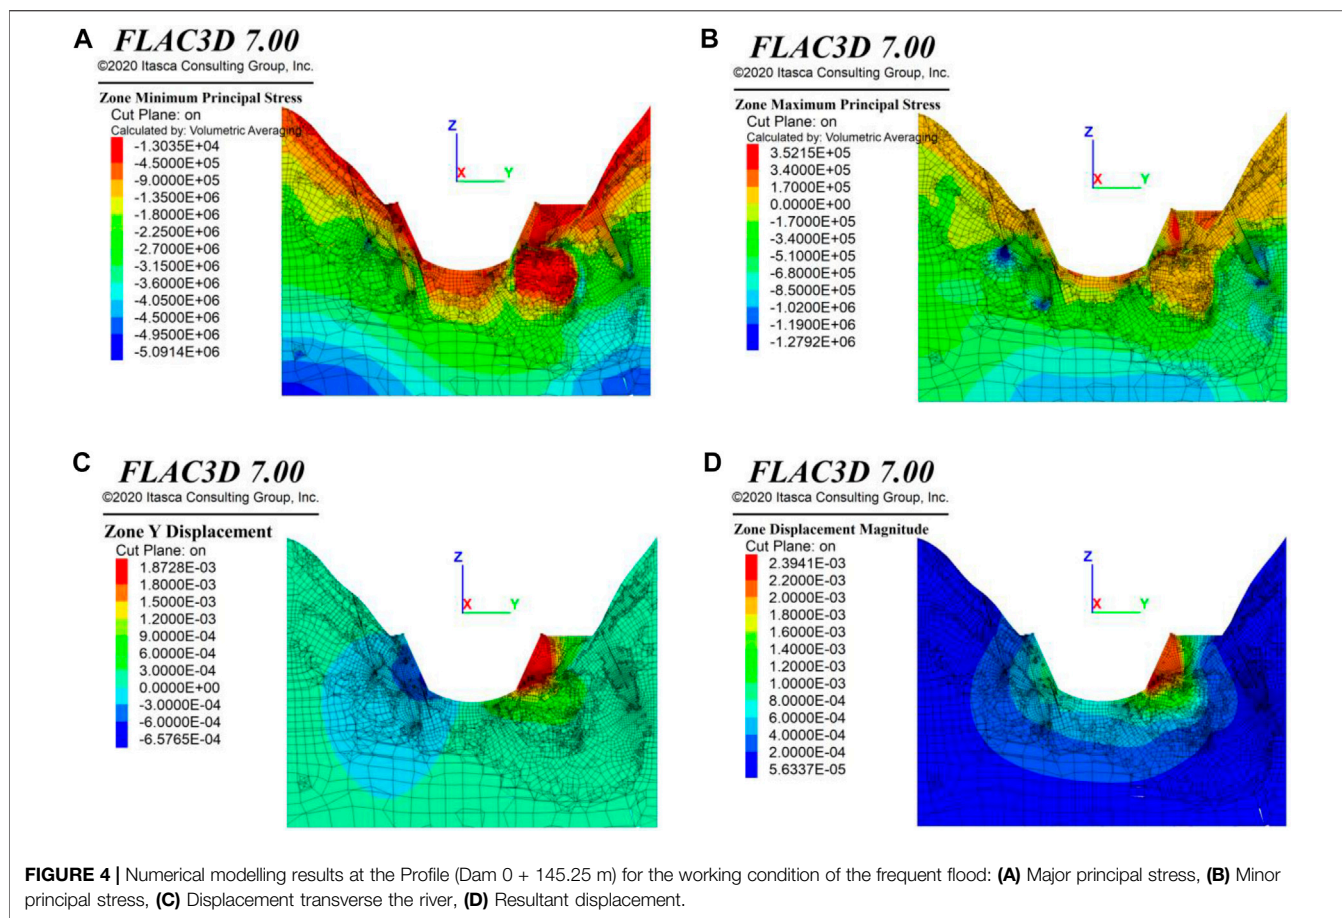 A
FLAC3D 7.00
©2020 Itasca Consulting Group, Inc.
Zone Minimum Principal Stress
Cut Plane: on
Calculated by: Volumetric Averaging
-1.3035E+04
-4.5000E+05
-9.0000E+05
-1.3500E+06
-1.8000E+06
-2.2500E+06
-2.7000E+06
-3.1500E+06
-3.6000E+06
-4.0500E+06
-4.5000E+06
-4.9500E+06
-5.0914E+06
Z
X
Y
B
FLAC3D 7.00
©2020 Itasca Consulting Group, Inc.
Zone Maximum Principal Stress
Cut Plane: on
Calculated by: Volumetric Averaging
3.5215E+05
3.4000E+05
1.7000E+05
0.0000E+00
-1.7000E+05
-3.4000E+05
-5.1000E+05
-6.8000E+05
-8.5000E+05
-1.0200E+06
-1.1900E+06
-1.2792E+06
Z
X
Y
C
FLAC3D 7.00
©2020 Itasca Consulting Group, Inc.
Zone Y Displacement
Cut Plane: on
1.8728E-03
1.8000E-03
1.5000E-03
1.2000E-03
9.0000E-04
6.0000E-04
3.0000E-04
0.0000E+00
-3.0000E-04
-6.0000E-04
-6.5765E-04
Z
X
Y
D
FLAC3D 7.00
©2020 Itasca Consulting Group, Inc.
Zone Displacement Magnitude
Cut Plane: on
2.3941E-03
2.2000E-03
2.0000E-03
1.8000E-03
1.6000E-03
1.4000E-03
1.2000E-03
1.0000E-03
8.0000E-04
6.0000E-04
4.0000E-04
2.0000E-04
5.6337E-05
Z
X
Y
FIGURE 4 | Numerical modelling results at the Profile (Dam 0 + 145.25 m) for the working condition of the frequent flood: (A) Major principal stress, (B) Minor
principal stress, (C) Displacement transverse the river, (D) Resultant displacement.